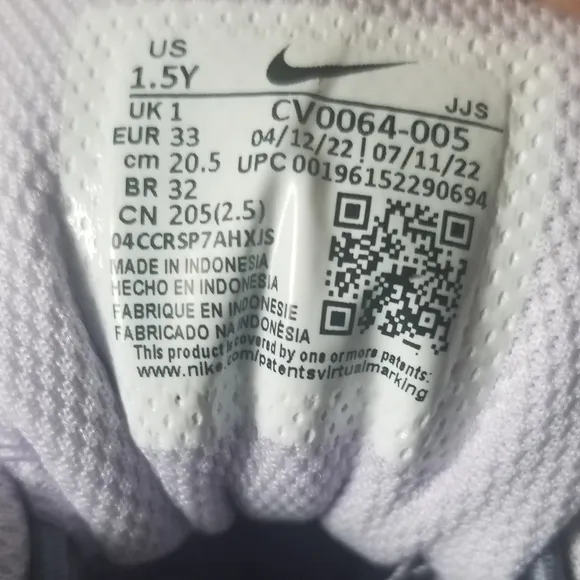 US
1.5Y
JJS
UK 1
CV0064-005
EUR 33
04/12/22 | 07/11/22
cm 20.5
UPC 00196152290694
BR 32
CN 205(2.5)
04CCRSP7AHXJS
MADE IN INDONESIA
HECHO EN INDONESIA
FABRIQUE EN INDONESIE
FABRICADO NA INDONÉSIA
This product is covered by one or more patents:
www.nike.com/patentsvirtualmarking